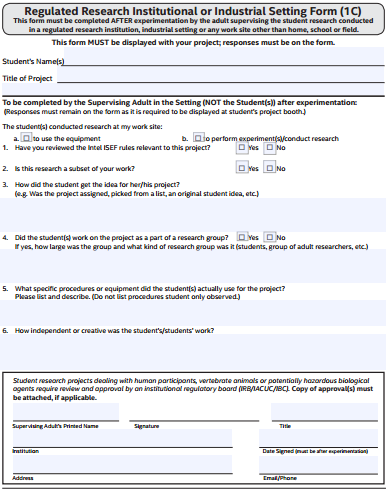 Regulated Research Institutional or Industrial Setting Form (1C)
This form must be completed AFTER experimentation by the adult supervising the student research conducted
in a regulated research institution, industrial setting or any work site other than home, school or field.
This form MUST be displayed with your project; responses must be on the form.
Student's Name(s)
Title of Project
To be completed by the Supervising Adult in the Setting (NOT the Student(s)) after experimentation:
(Responses must remain on the form as it is required to be displayed at student's project booth.)
The student(s) conducted research at my work site:
a. to use the equipment b. to perform experiment(s)/conduct research
1. Have you reviewed the Intel ISEF rules relevant to this project? Yes No
2. Is this research a subset of your work? Yes No
3. How did the student get the idea for her/his project?
(e.g. Was the project assigned, picked from a list, an original student idea, etc.)
4. Did the student(s) work on the project as a part of a research group? Yes No
If yes, how large was the group and what kind of research group was it (students, group of adult researchers, etc.)
5. What specific procedures or equipment did the student(s) actually use for the project?
Please list and describe. (Do not list procedures student only observed.)
6. How independent or creative was the student's/students' work?
Student research projects dealing with human participants, vertebrate animals or potentially hazardous biological
agents require review and approval by an institutional regulatory board (IRB/IACUC/IBC). Copy of approval(s) must
be attached, if applicable.
Supervising Adult's Printed Name Signature Title
Institution Date Signed (must be after experimentation)
Address Email/Phone